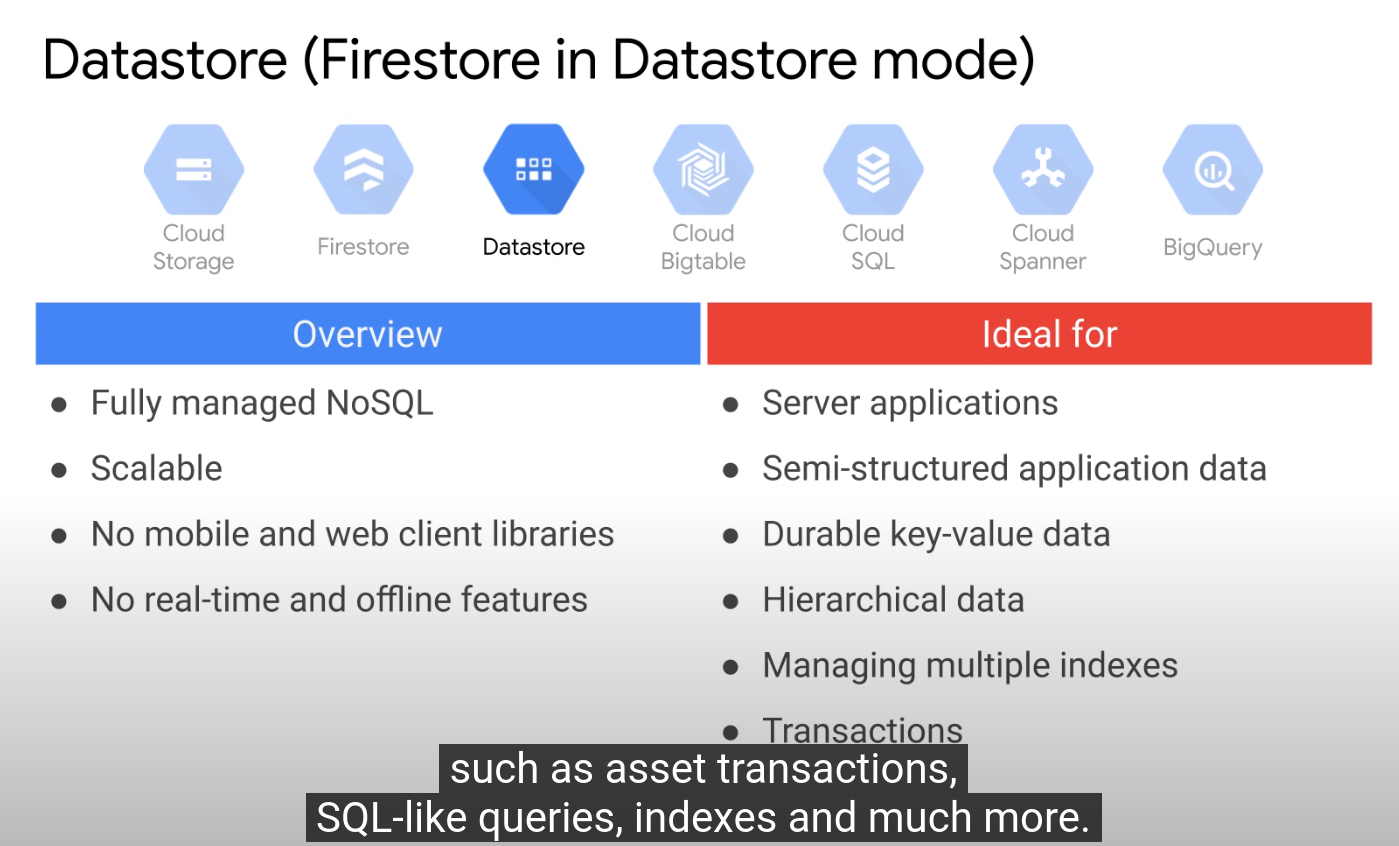 Datastore (Firestore in Datastore mode)
Cloud
Storage
Firestore
Datastore
Cloud
Bigtable
Cloud
SQL
Cloud
Spanner
BigQuery
Overview
• Fully managed NoSQL
• Scalable
• No mobile and web client libraries
• No real-time and offline features
Ideal for
• Server applications
• Semi-structured application data
• Durable key-value data
• Hierarchical data
• Managing multiple indexes
• Transactions
such as asset transactions,
SQL-like queries, indexes and much more.